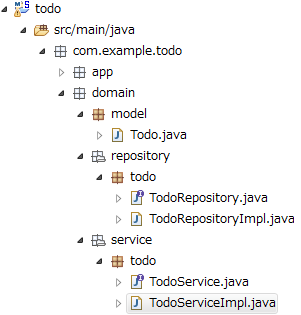 todo
src/main/java
com.example.todo
app
domain
model
Todo.java
repository
todo
TodoRepository.java
TodoRepositoryImpl.java
service
todo
TodoService.java
TodoServiceImpl.java